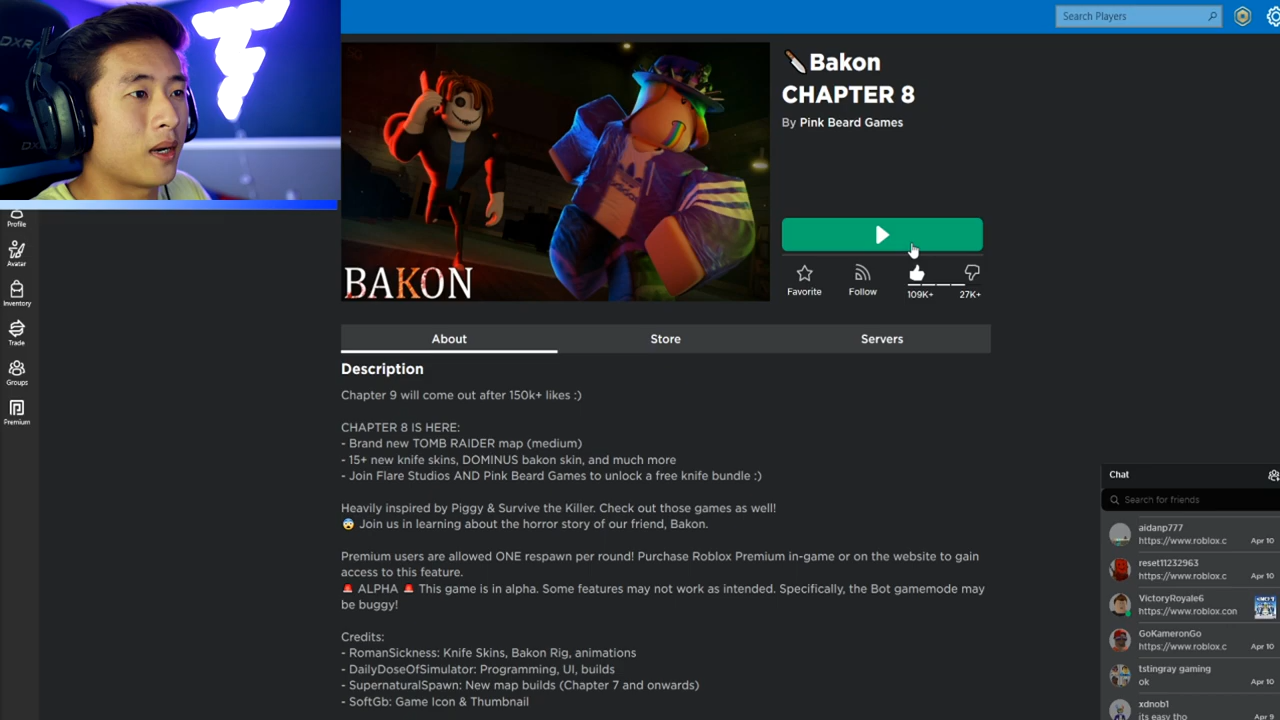 Search Players
DXR
DX
🔪Bakon
CHAPTER 8
By Pink Beard Games
BAKON
Favorite
Follow
109K+
27K+
Profile
Avatar
Inventory
Trade
Groups
Premium
About
Store
Servers
Description
Chapter 9 will come out after 150k+ likes :)
CHAPTER 8 IS HERE:
- Brand new TOMB RAIDER map (medium)
- 15+ new knife skins, DOMINUS bakon skin, and much more
- Join Flare Studios AND Pink Beard Games to unlock a free knife bundle :)
Heavily inspired by Piggy & Survive the Killer. Check out those games as well!
😨 Join us in learning about the horror story of our friend, Bakon.
Premium users are allowed ONE respawn per round! Purchase Roblox Premium in-game or on the website to gain
access to this feature.
🚨 ALPHA 🚨 This game is in alpha. Some features may not work as intended. Specifically, the Bot gamemode may
be buggy!
Credits:
- RomanSickness: Knife Skins, Bakon Rig, animations
- DailyDoseOfSimulator: Programming, UI, builds
- SupernaturalSpawn: New map builds (Chapter 7 and onwards)
- SoftGb: Game Icon & Thumbnail
Chat
Search for friends
aidanp777
https://www.roblox.c Apr 10
reset11232963
https://www.roblox.c Apr 10
VictoryRoyale6
https://www.roblox.con
GoKameronGo
https://www.roblox.c Apr 10
tstingray gaming
ok Apr 10
xdnob1
its easy tho Apr 9